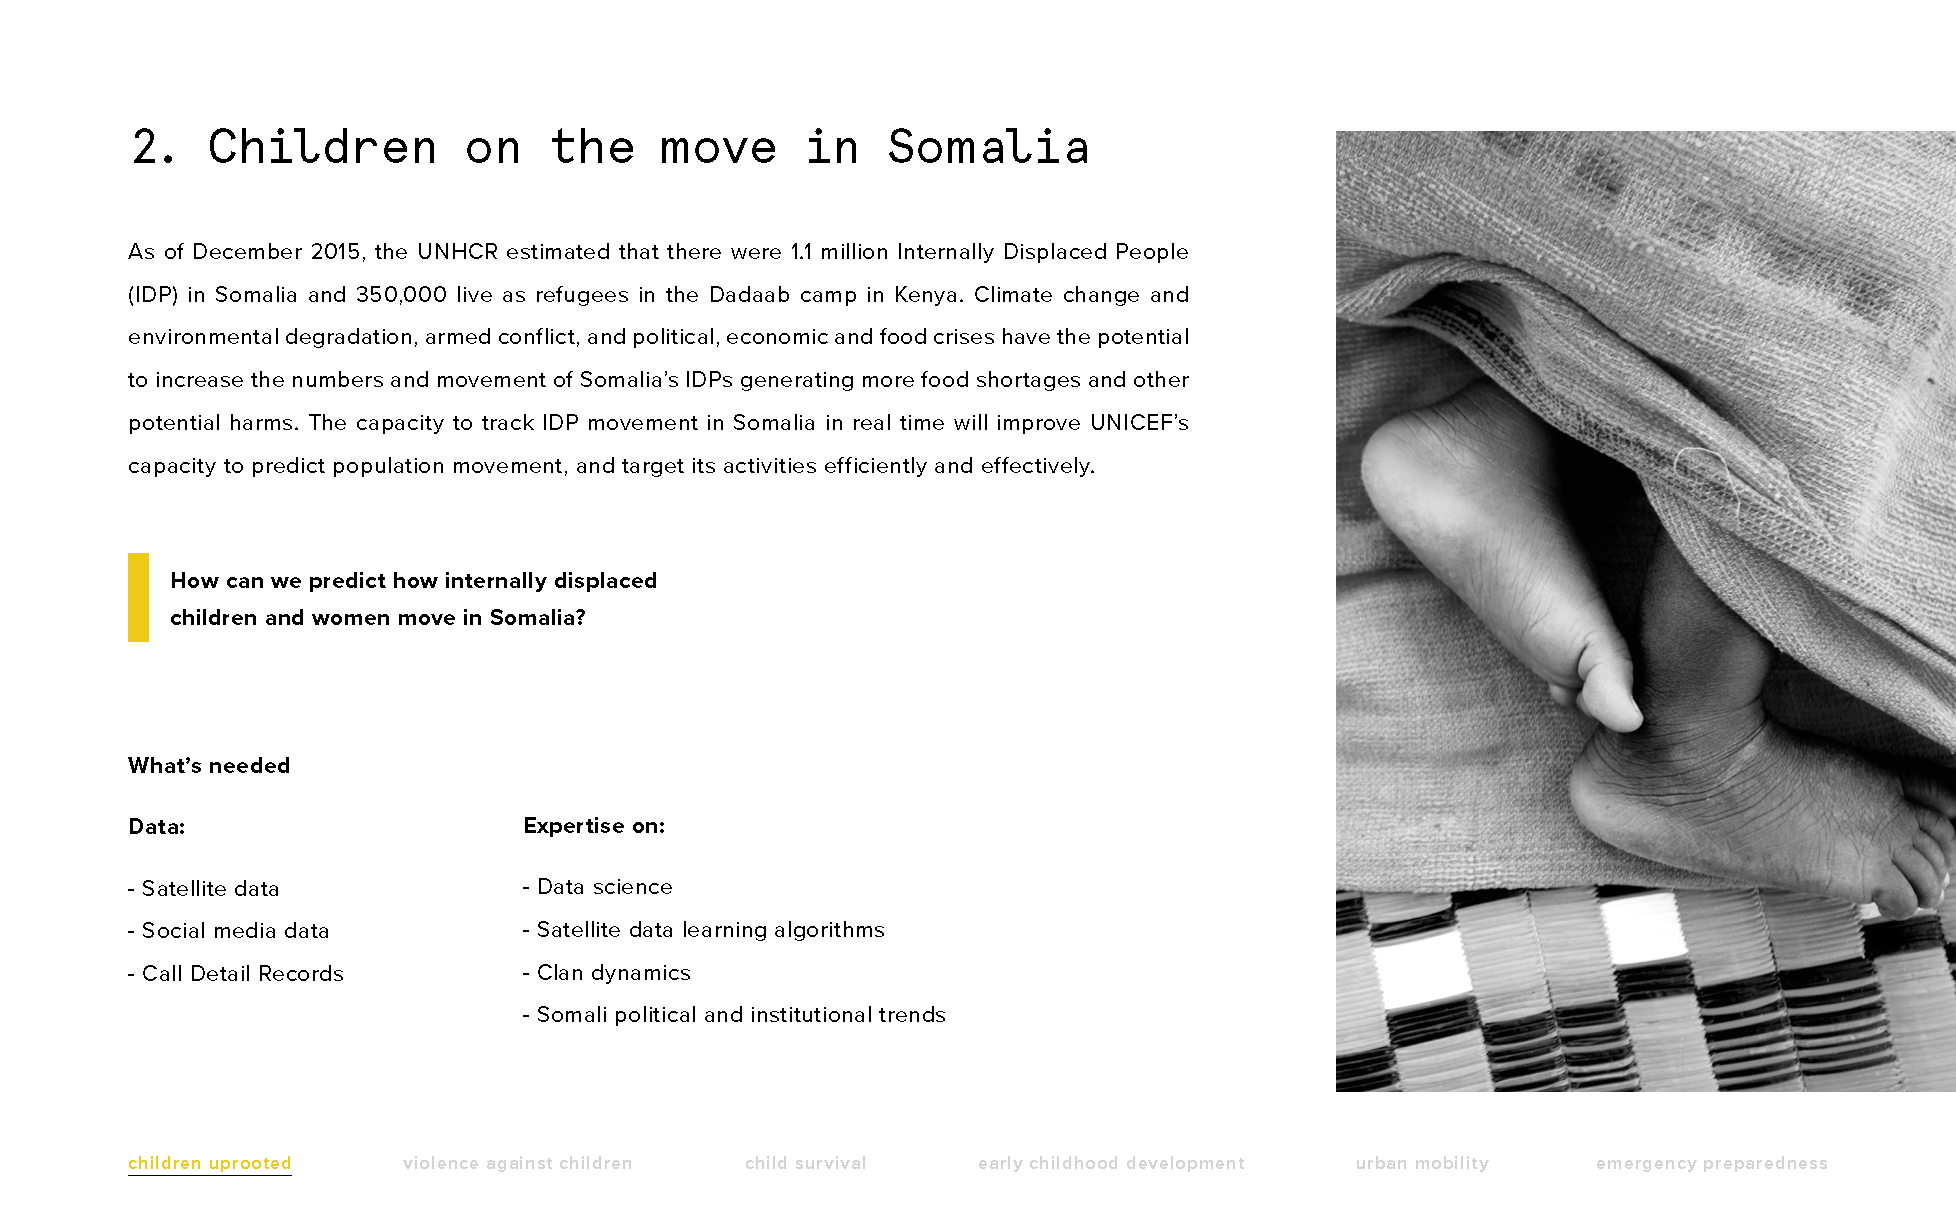 2. Children on the move in Somalia
As of December 2015, the UNHCR estimated that there were 1.1 million Internally Displaced People
(IDP) in Somalia and 350,000 live as refugees in the Dadaab camp in Kenya. Climate change and
environmental degradation, armed conflict, and political, economic and food crises have the potential
to increase the numbers and movement of Somalia’s IDPs generating more food shortages and other
potential harms. The capacity to track IDP movement in Somalia in real time will improve UNICEF’s
capacity to predict population movement, and target its activities efficiently and effectively.
How can we predict how internally displaced
children and women move in Somalia?
What’s needed
Data:
- Satellite data
- Social media data
- Call Detail Records
Expertise on:
- Data science
- Satellite data learning algorithms
- Clan dynamics
- Somali political and institutional trends
children uprooted
violence against children
child survival
early childhood development
urban mobility
emergency preparedness